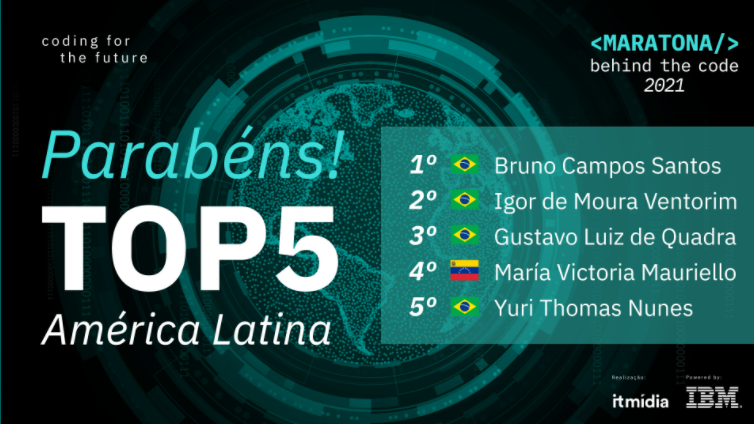 coding for
the future
<MARATONA/>
behind the code
2021
Parabéns!
TOP5
América Latina
1º Bruno Campos Santos
2º Igor de Moura Ventorim
3º Gustavo Luiz de Quadra
4º María Victoria Mauriello
5º Yuri Thomas Nunes
Realização:
itmídia
Powered by:
IBM